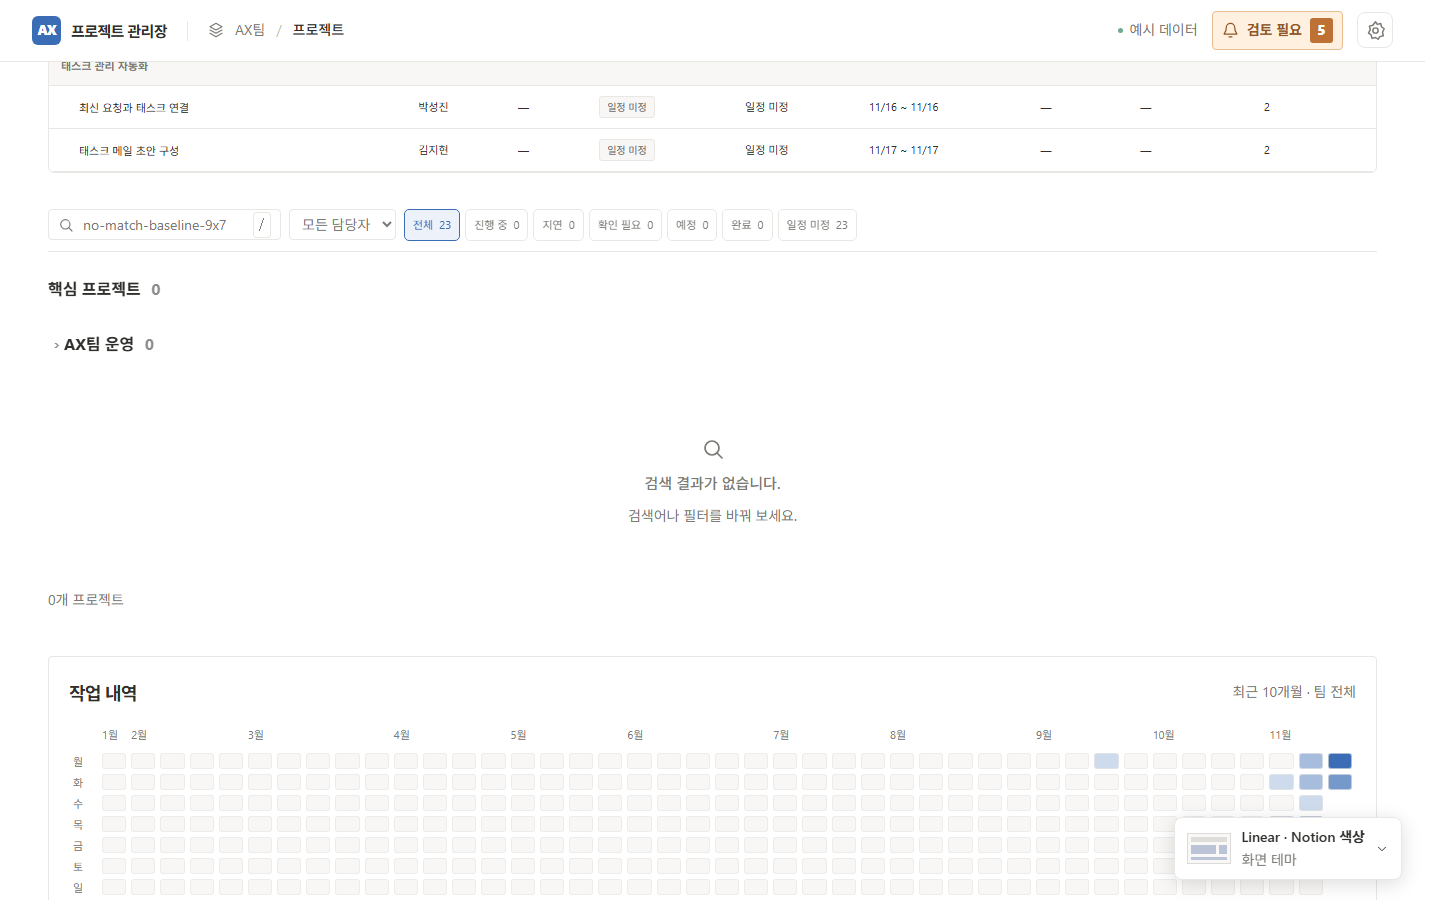 AX 프로젝트 관리장 AX팀 / 프로젝트 예시 데이터 검토 필요 5
태스크 관리 자동화
최신 요청과 태스크 연결 박성진 — 일정 미정 일정 미정 11/16 ~ 11/16 — — 2
태스크 메일 초안 구성 김지현 — 일정 미정 일정 미정 11/17 ~ 11/17 — — 2
no-match-baseline-9x7 / 모든 담당자 전체 23 진행 중 0 지연 0 확인 필요 0 예정 0 완료 0 일정 미정 23
핵심 프로젝트 0
› AX팀 운영 0
검색 결과가 없습니다.
검색어나 필터를 바꿔 보세요.
0개 프로젝트
작업 내역 최근 10개월 · 팀 전체
1월 2월 3월 4월 5월 6월 7월 8월 9월 10월 11월
월
화
수
목
금
토
일
Linear · Notion 색상
화면 테마